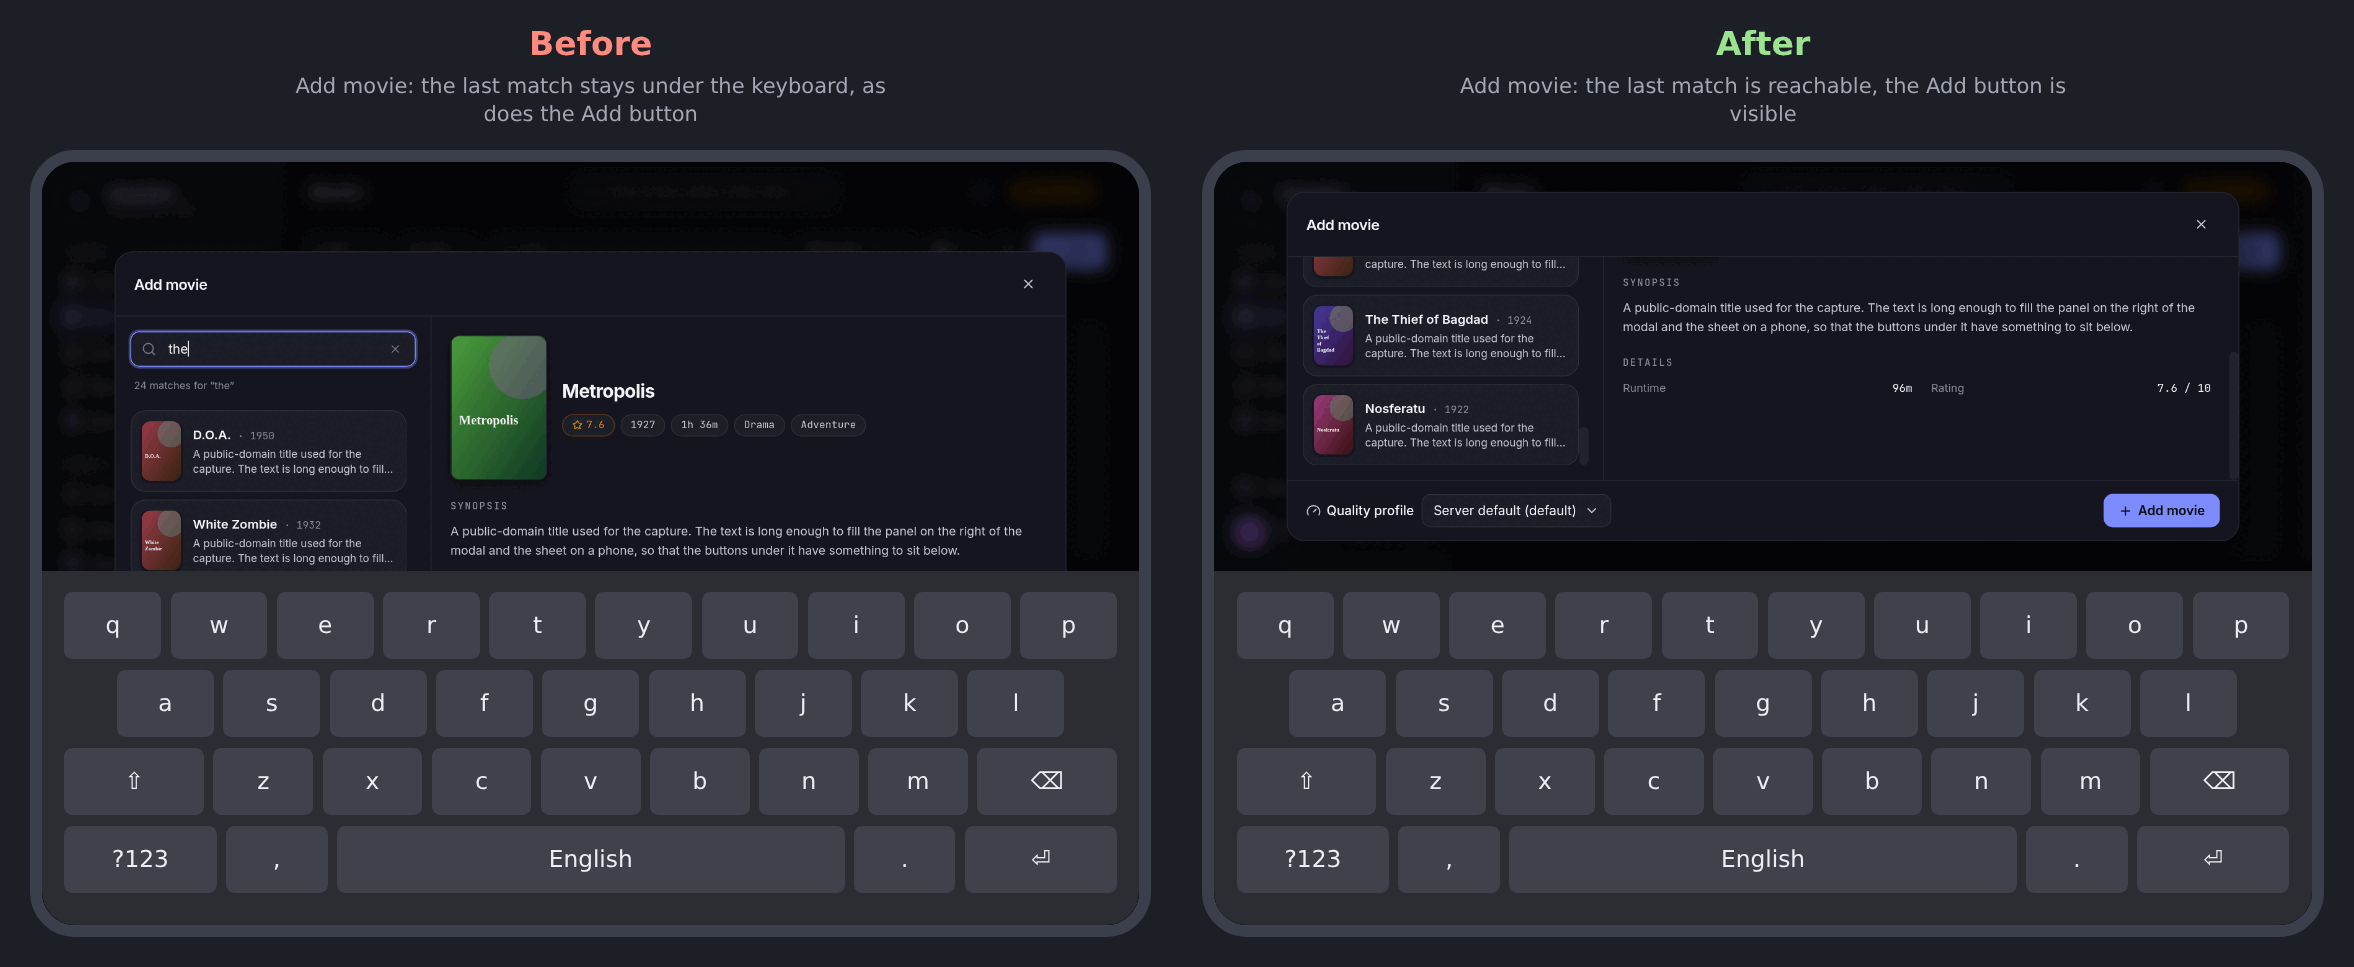 Before
Add movie: the last match stays under the keyboard, as
does the Add button
Add movie
the
24 matches for "the"
D.O.A. · 1950
A public-domain title used for the
capture. The text is long enough to fill...
D.O.A.
White Zombie · 1932
A public-domain title used for the
capture. The text is long enough to fill...
White
Zombie
Metropolis
Metropolis
7.6
1927
1h 36m
Drama
Adventure
SYNOPSIS
A public-domain title used for the capture. The text is long enough to fill the panel on the right of the
modal and the sheet on a phone, so that the buttons under it have something to sit below.
q w e r t y u i o p
a s d f g h j k l
⇧ z x c v b n m ⌫
?123 , English . ⏎
After
Add movie: the last match is reachable, the Add button is
visible
Add movie
capture. The text is long enough to fill...
The Thief of Bagdad · 1924
A public-domain title used for the
capture. The text is long enough to fill...
The
Thief
of
Bagdad
Nosferatu · 1922
A public-domain title used for the
capture. The text is long enough to fill...
Nosferatu
SYNOPSIS
A public-domain title used for the capture. The text is long enough to fill the panel on the right of the
modal and the sheet on a phone, so that the buttons under it have something to sit below.
DETAILS
Runtime 96m Rating 7.6 / 10
Quality profile Server default (default)
+ Add movie
q w e r t y u i o p
a s d f g h j k l
⇧ z x c v b n m ⌫
?123 , English . ⏎